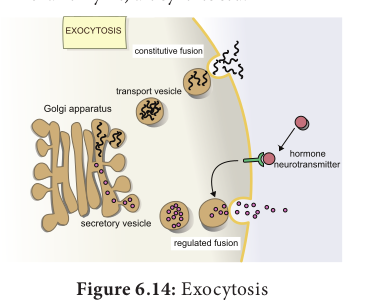 EXOCYTOSIS
constitutive fusion
transport vesicle
Golgi apparatus
hormone
neurotransmitter
secretory vesicle
regulated fusion
Figure 6.14: Exocytosis